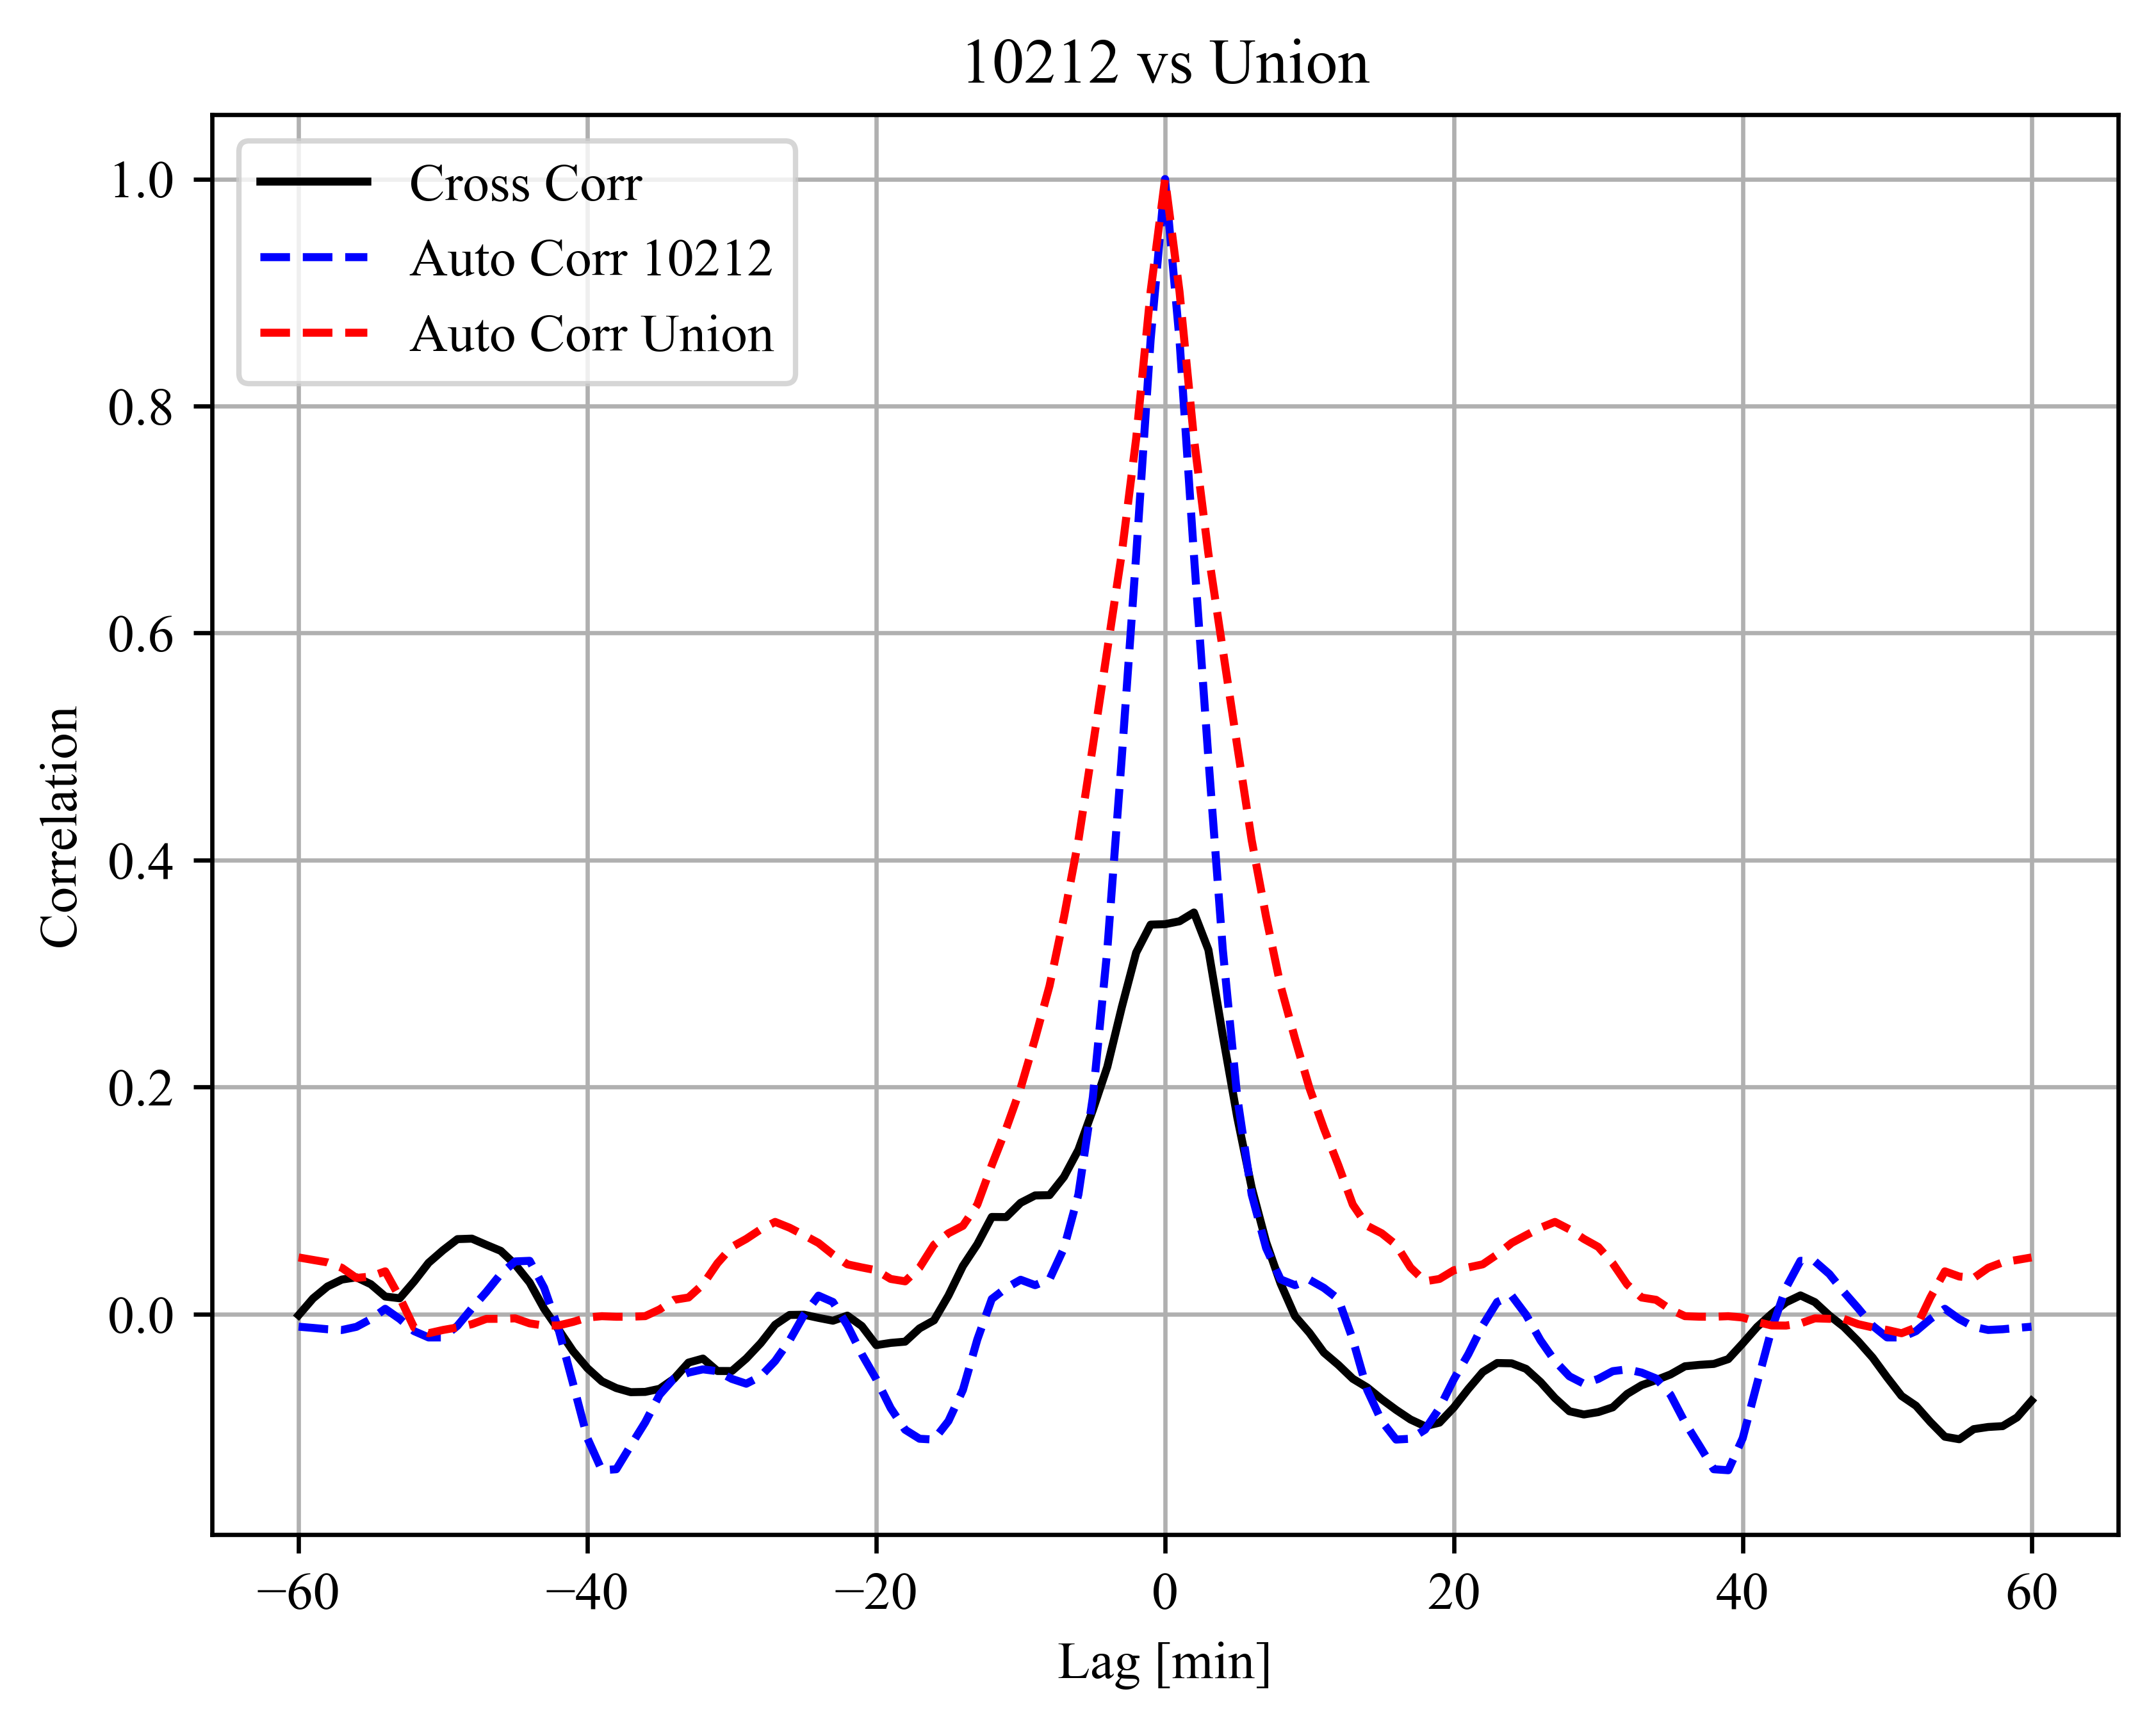 10212 vs Union
Cross Corr
Auto Corr 10212
Auto Corr Union
1.0
0.8
0.6
0.4
0.2
0.0
Correlation
−60 −40 −20 0 20 40 60
Lag [min]